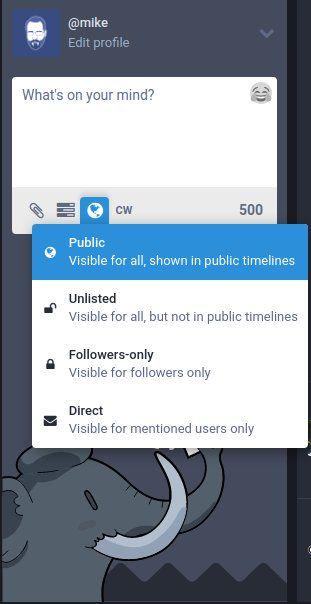 @mike
Edit profile
What's on your mind?
CW
500
Public
Visible for all, shown in public timelines
Unlisted
Visible for all, but not in public timelines
Followers-only
Visible for followers only
Direct
Visible for mentioned users only